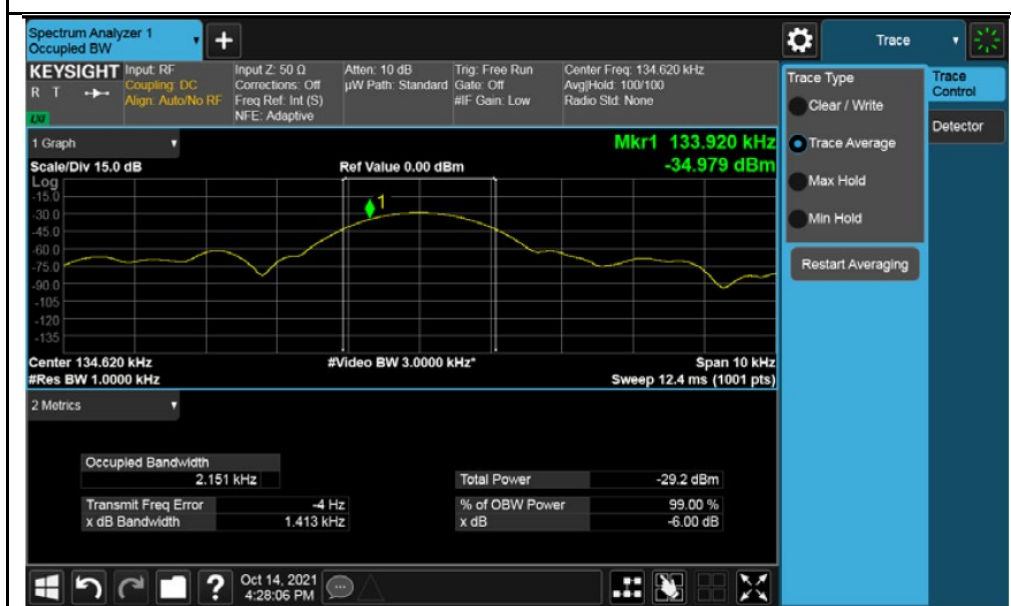 Spectrum Analyzer 1
Occupied BW
+
Trace
KEYSIGHT
R T
LXI
Input: RF
Coupling: DC
Align: Auto/No RF
Input Z: 50 Ω
Corrections: Off
Freq Ref: Int (S)
NFE: Adaptive
Atten: 10 dB
µW Path: Standard
Trig: Free Run
Gate: Off
#IF Gain: Low
Center Freq: 134.620 kHz
Avg|Hold: 100/100
Radio Std: None
1 Graph
Mkr1 133.920 kHz
-34.979 dBm
Scale/Div 15.0 dB
Ref Value 0.00 dBm
Log
-15.0
-30.0
-45.0
-60.0
-75.0
-90.0
-105
-120
-135
1
Center 134.620 kHz
#Video BW 3.0000 kHz*
Span 10 kHz
#Res BW 1.0000 kHz
Sweep 12.4 ms (1001 pts)
2 Metrics
Occupied Bandwidth
2.151 kHz
Total Power -29.2 dBm
Transmit Freq Error -4 Hz
% of OBW Power 99.00 %
x dB Bandwidth 1.413 kHz
x dB -6.00 dB
Trace Type
Clear / Write
Trace Average
Max Hold
Min Hold
Restart Averaging
Trace
Control
Detector
?
Oct 14, 2021
4:28:06 PM